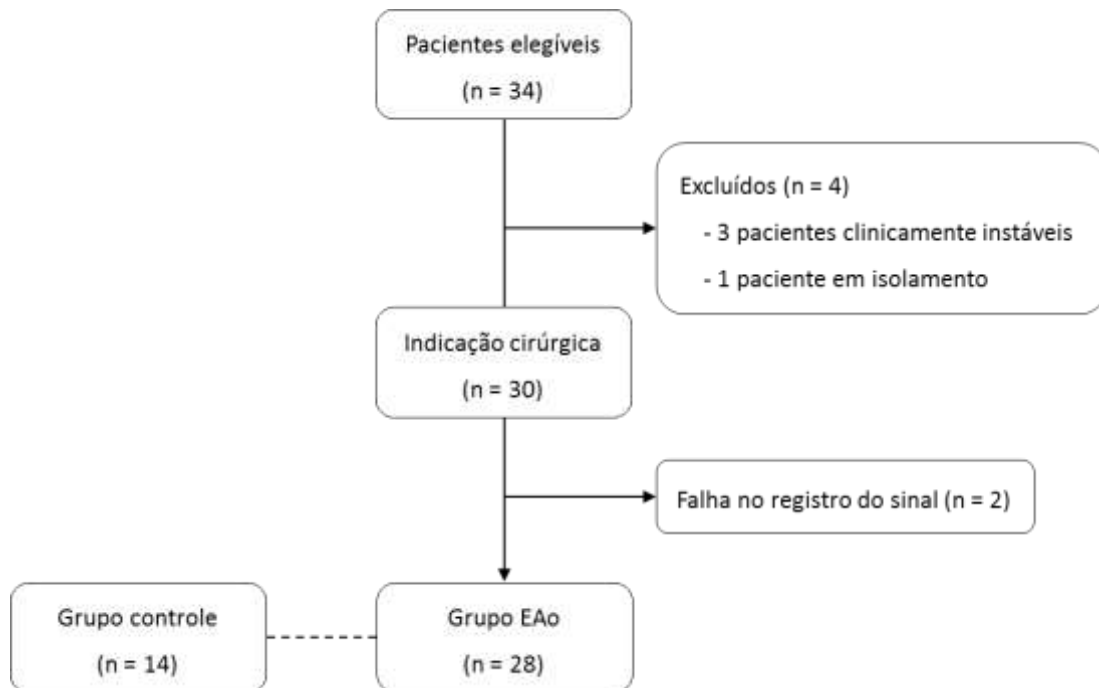 Pacientes elegíveis
(n = 34)
Excluídos (n = 4)
- 3 pacientes clinicamente instáveis
- 1 paciente em isolamento
Indicação cirúrgica
(n = 30)
Falha no registro do sinal (n = 2)
Grupo controle
(n = 14)
Grupo EAo
(n = 28)